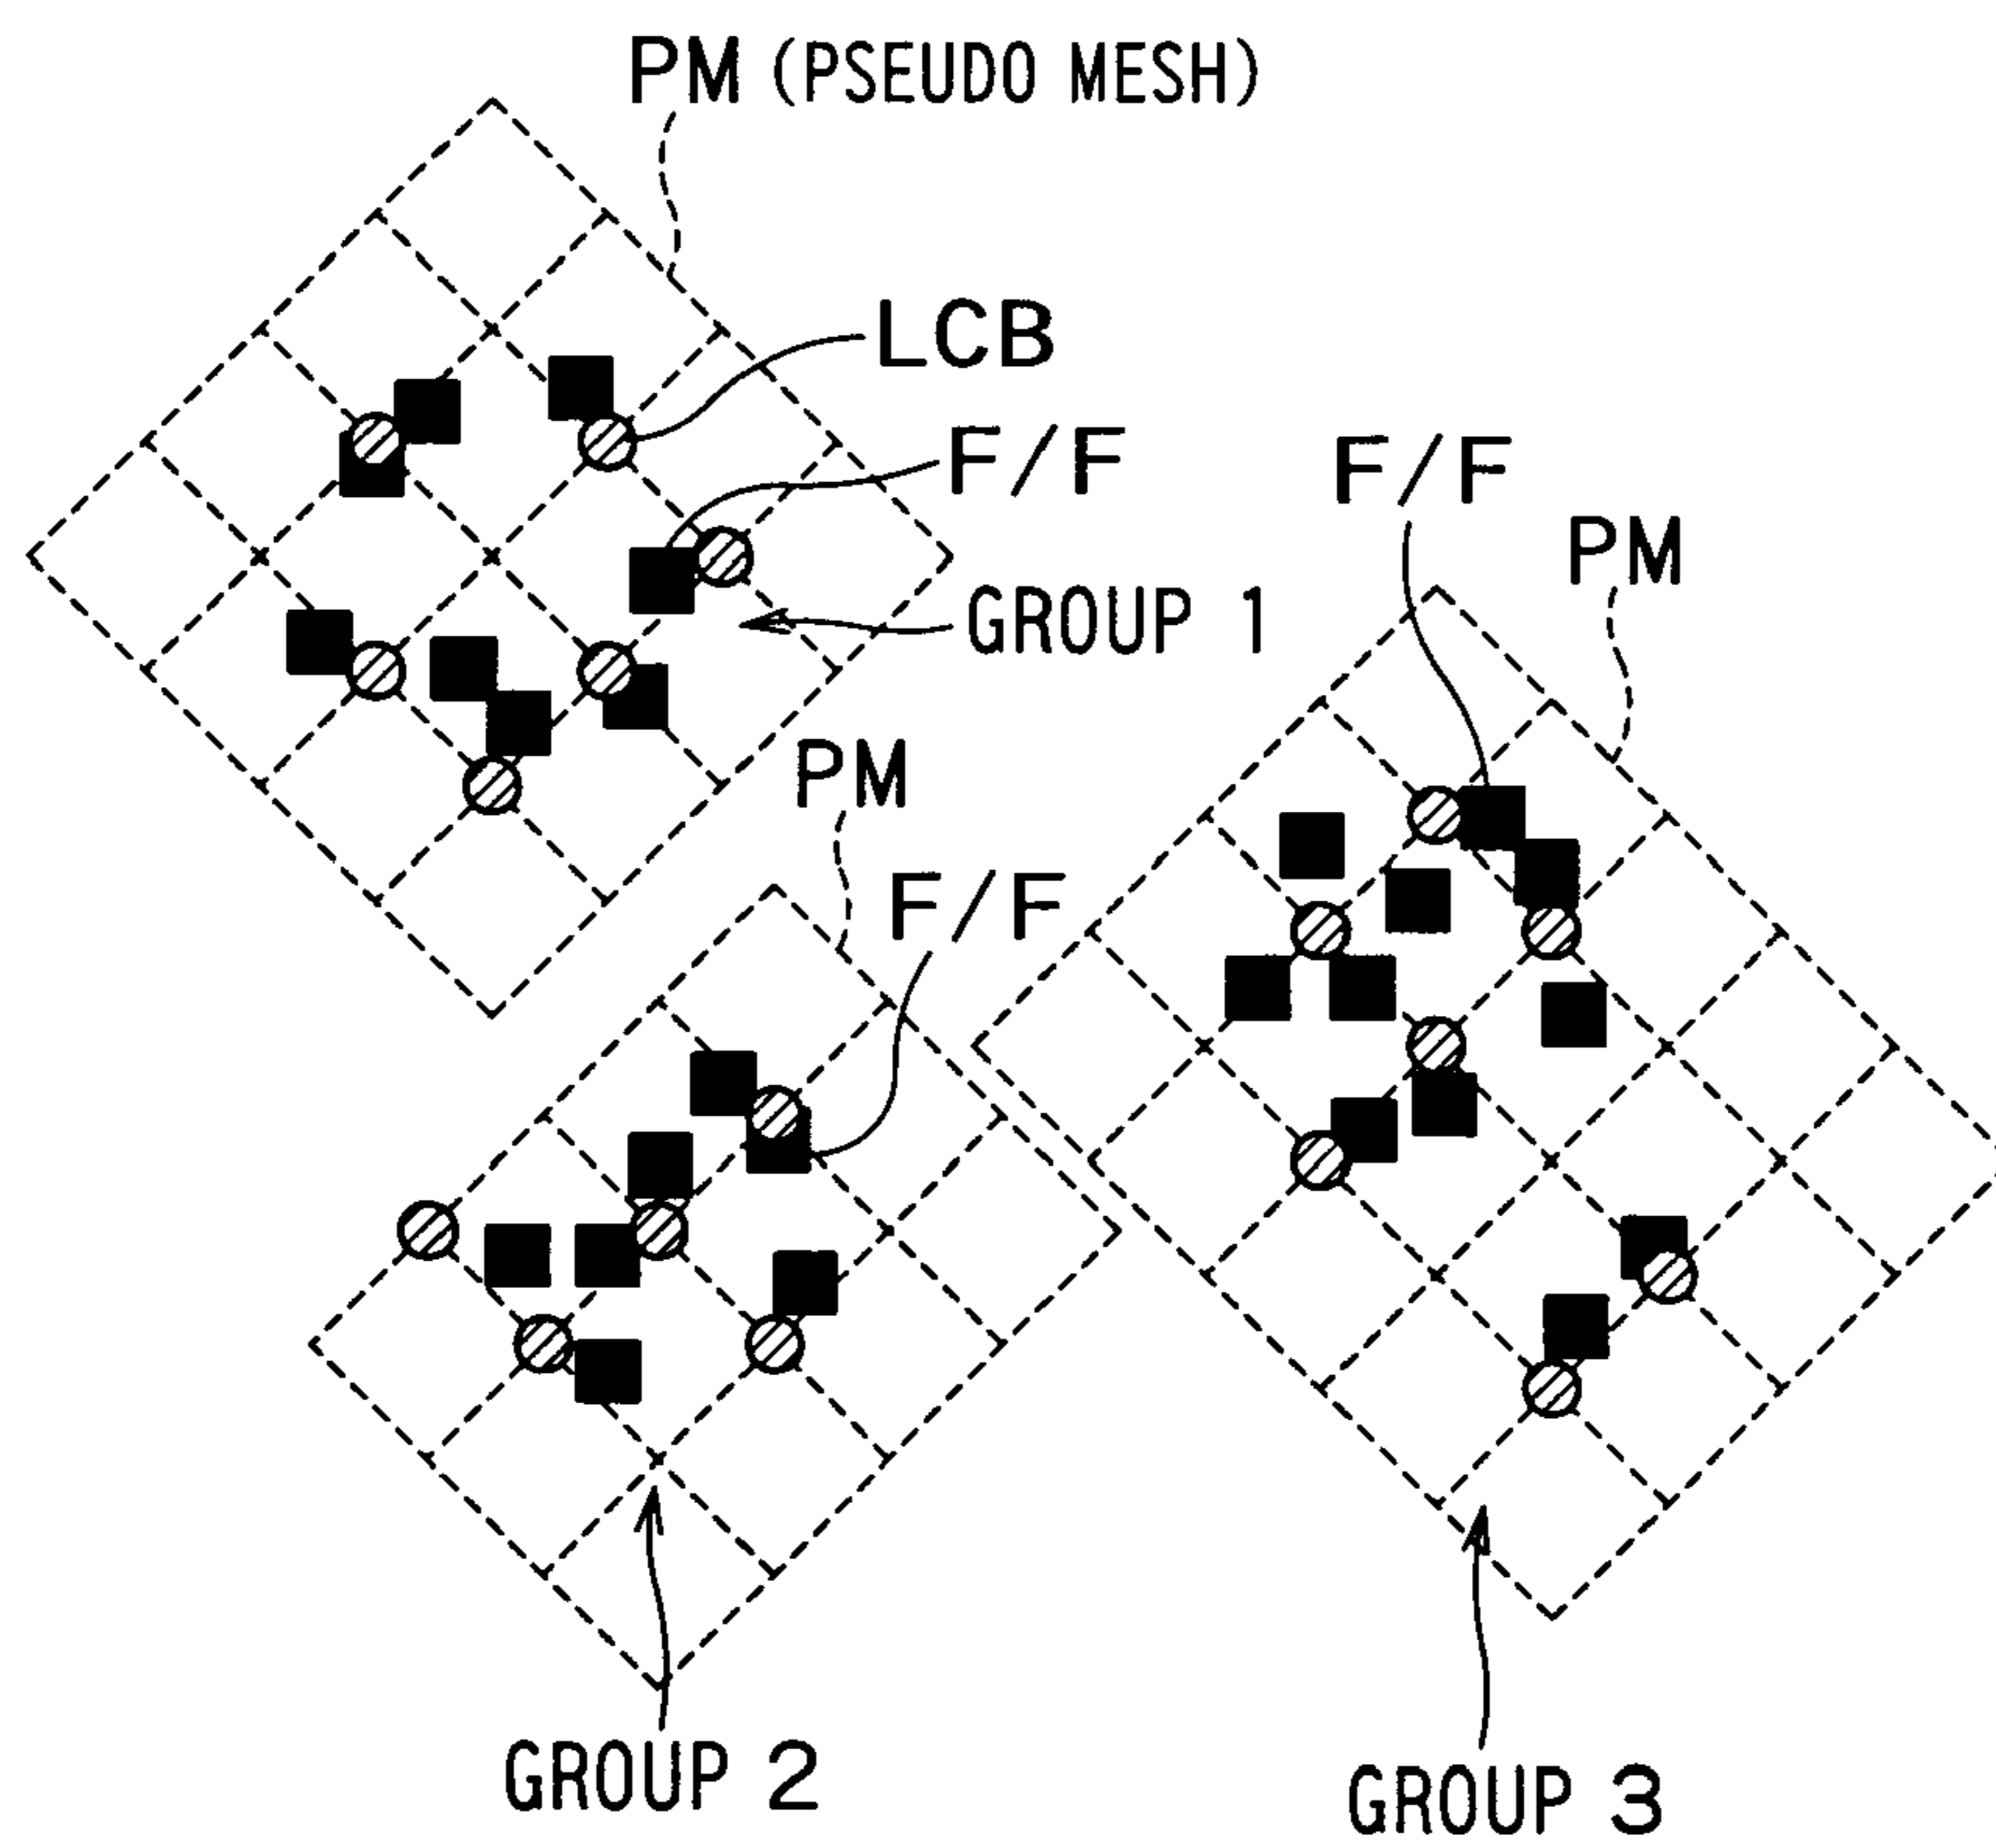 PM (PSEUDO MESH)
LCB
F/F
GROUP 1
F/F
PM
PM
F/F
GROUP 2
GROUP 3